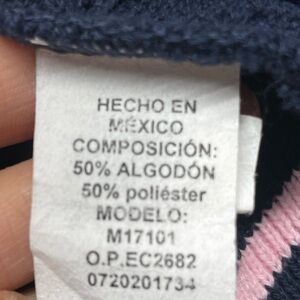 HECHO EN
MÉXICO
COMPOSICIÓN:
50% ALGODÓN
50% poliéster
MODELO:
M17101
O.P.EC2682
0720201734